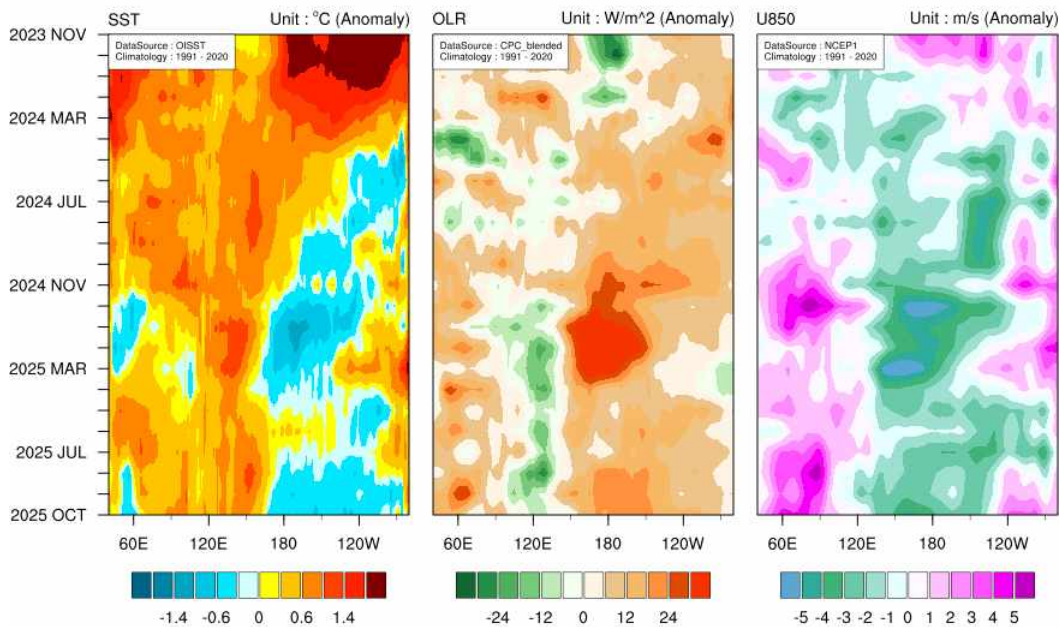 SST Unit : °C (Anomaly)
OLR Unit : W/m^2 (Anomaly)
U850 Unit : m/s (Anomaly)
DataSource : OISST
Climatology : 1991 - 2020
DataSource : CPC_blended
Climatology : 1991 - 2020
DataSource : NCEP1
Climatology : 1991 - 2020
2023 NOV
2024 MAR
2024 JUL
2024 NOV
2025 MAR
2025 JUL
2025 OCT
60E 120E 180 120W
60E 120E 180 120W
60E 120E 180 120W
-1.4 -0.6 0 0.6 1.4
-24 -12 0 12 24
-5 -4 -3 -2 -1 0 1 2 3 4 5